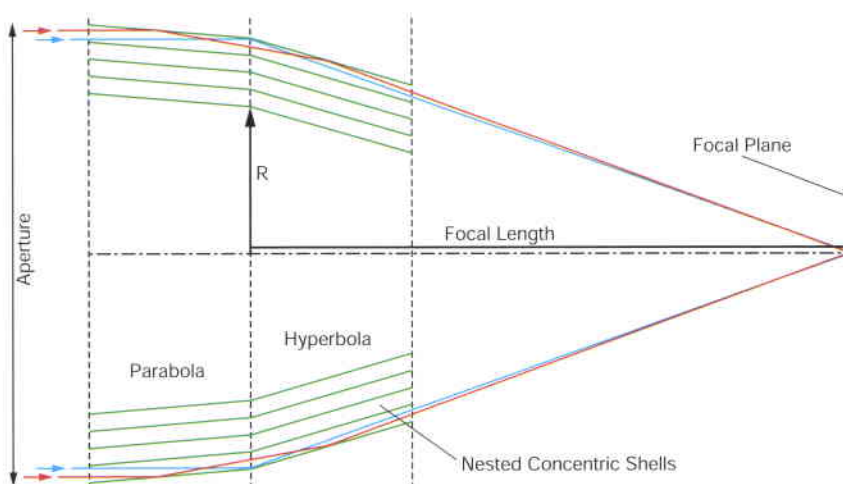 Focal Plane
R
Focal Length
Aperture
Hyperbola
Parabola
Nested Concentric Shells